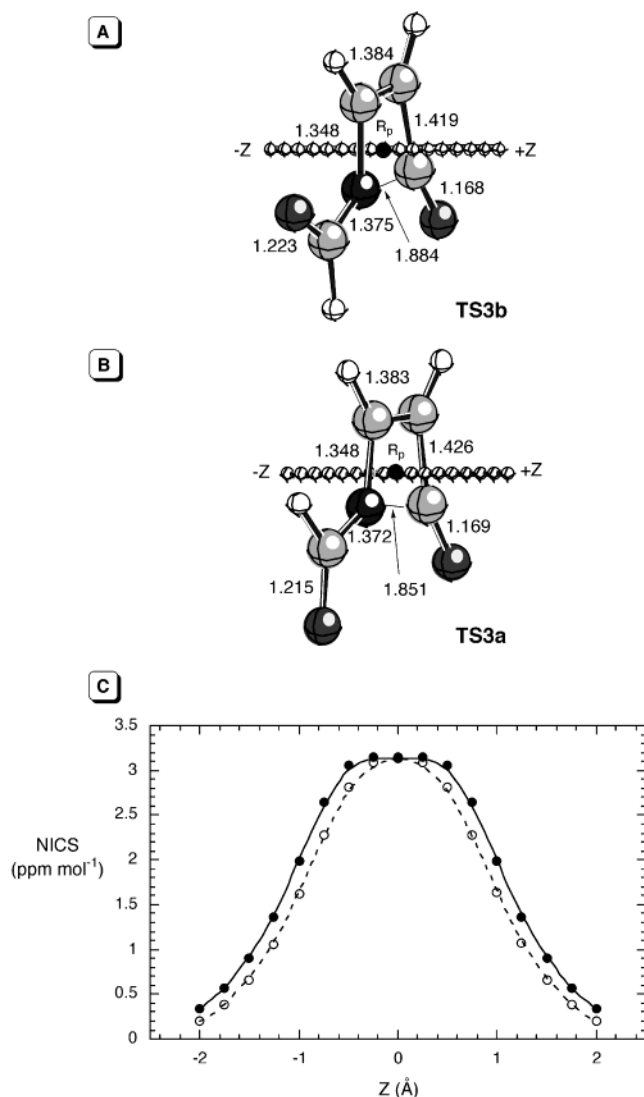 A
1.384
1.348
Rp
1.419
-Z
+Z
1.168
1.375
1.223
1.884
TS3b
B
1.383
1.348
Rp
1.426
-Z
+Z
1.372
1.169
1.215
1.851
TS3a
C
3.5
3
2.5
2
1.5
1
0.5
0
NICS
(ppm mol⁻¹)
-2 -1 0 1 2
Z (Å)